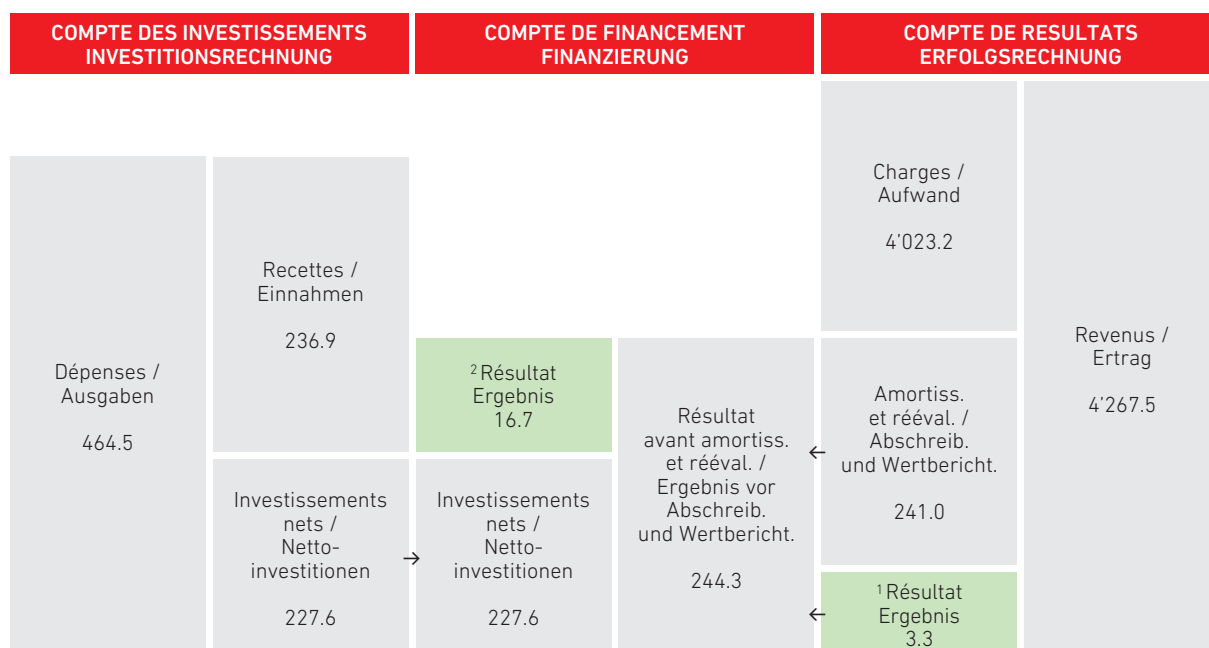 COMPTE DES INVESTISSEMENTS
INVESTITIONSRECHNUNG
COMPTE DE FINANCEMENT
FINANZIERUNG
COMPTE DE RESULTATS
ERFOLGSRECHNUNG
Dépenses /
Ausgaben
464.5
Recettes /
Einnahmen
236.9
Investissements
nets /
Netto-
investitionen
227.6
→
²Résultat
Ergebnis
16.7
Investissements
nets /
Netto-
investitionen
227.6
Résultat
avant amortiss.
et rééval. /
Ergebnis vor
Abschreib.
und Wertbericht.
244.3
Charges /
Aufwand
4’023.2
←
Amortiss.
et rééval. /
Abschreib.
und Wertbericht.
241.0
←
¹Résultat
Ergebnis
3.3
Revenus /
Ertrag
4’267.5